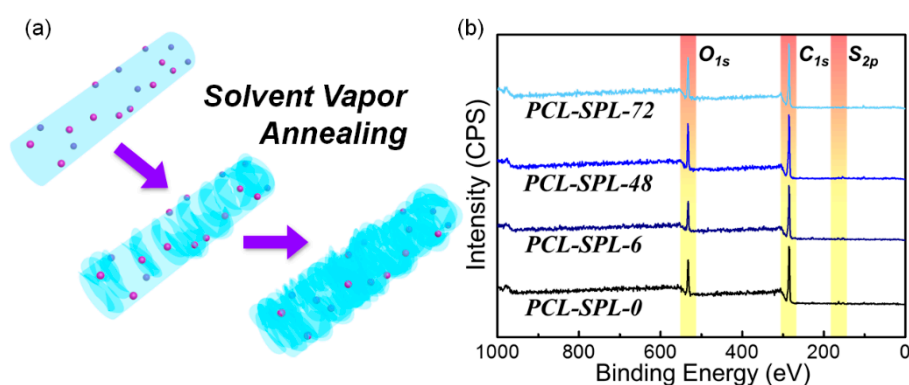 (a)
Solvent Vapor
Annealing
(b)
O1s
C1s
S2p
PCL-SPL-72
PCL-SPL-48
PCL-SPL-6
PCL-SPL-0
Intensity (CPS)
1000 800 600 400 200 0
Binding Energy (eV)